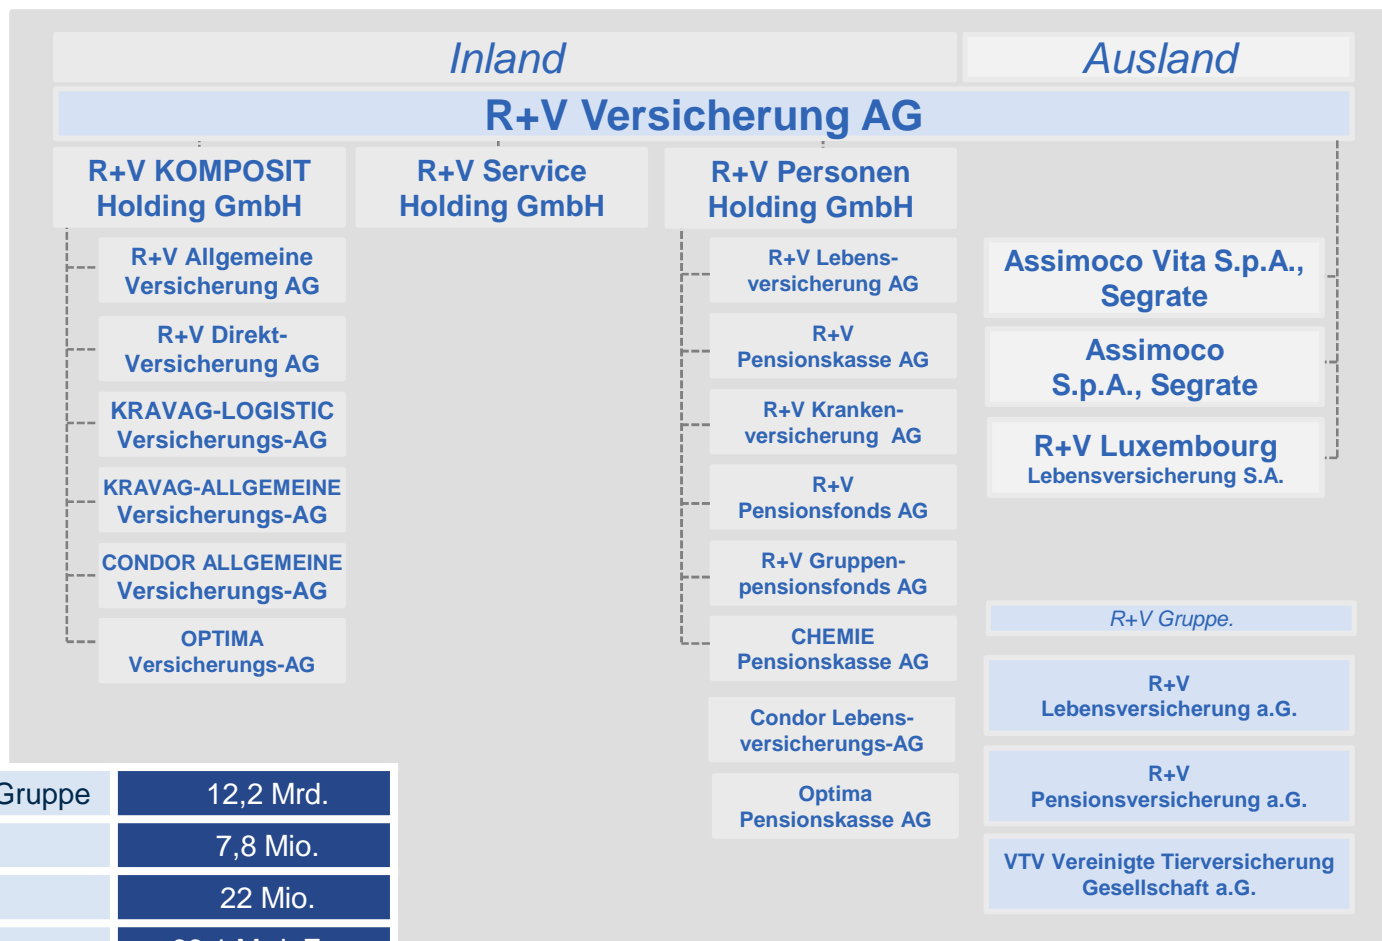 Inland
Ausland
R+V Versicherung AG
R+V KOMPOSIT
Holding GmbH
R+V Service
Holding GmbH
R+V Personen
Holding GmbH
R+V Allgemeine
Versicherung AG
R+V Direkt-
Versicherung AG
KRAVAG-LOGISTIC
Versicherungs-AG
KRAVAG-ALLGEMEINE
Versicherungs-AG
CONDOR ALLGEMEINE
Versicherungs-AG
OPTIMA
Versicherungs-AG
R+V Lebens-
versicherung AG
R+V
Pensionskasse AG
R+V Kranken-
versicherung AG
R+V
Pensionsfonds AG
R+V Gruppen-
pensionsfonds AG
CHEMIE
Pensionskasse AG
Condor Lebens-
versicherungs-AG
Optima
Pensionskasse AG
Assimoco Vita S.p.A.,
Segrate
Assimoco
S.p.A., Segrate
R+V Luxembourg
Lebensversicherung S.A.
R+V Gruppe.
R+V
Lebensversicherung a.G.
R+V
Pensionsversicherung a.G.
VTV Vereinigte Tierversicherung
Gesellschaft a.G.
Gruppe 12,2 Mrd.
7,8 Mio.
22 Mio.